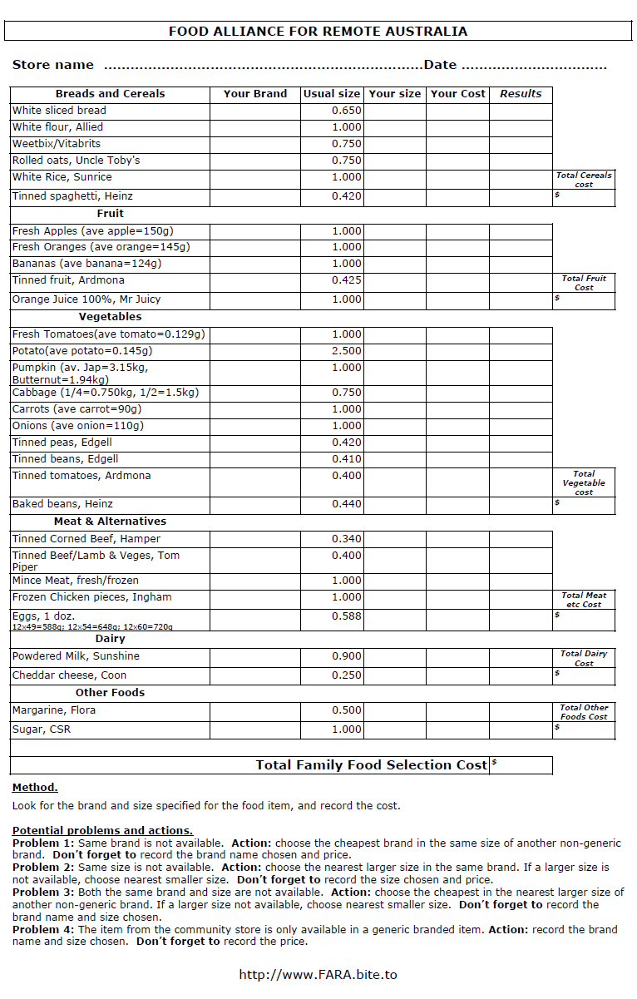 FOOD ALLIANCE FOR REMOTE AUSTRALIA
Store name ........................................................................Date .................................
Breads and Cereals Your Brand Usual size Your size Your Cost Results
White sliced bread 0.650
White flour, Allied 1.000
Weetbix/Vitabrits 0.750
Rolled oats, Uncle Toby's 0.750
White Rice, Sunrice 1.000 Total Cereals
cost
Tinned spaghetti, Heinz 0.420 $
Fruit
Fresh Apples (ave apple=150g) 1.000
Fresh Oranges (ave orange=145g) 1.000
Bananas (ave banana=124g) 1.000
Tinned fruit, Ardmona 0.425 Total Fruit
Cost
Orange Juice 100%, Mr Juicy 1.000 $
Vegetables
Fresh Tomatoes(ave tomato=0.129g) 1.000
Potato(ave potato=0.145g) 2.500
Pumpkin (av. Jap=3.15kg, 1.000
Butternut=1.94kg)
Cabbage (1/4=0.750kg, 1/2=1.5kg) 0.750
Carrots (ave carrot=90g) 1.000
Onions (ave onion=110g) 1.000
Tinned peas, Edgell 0.420
Tinned beans, Edgell 0.410
Tinned tomatoes, Ardmona 0.400 Total
Vegetable
cost
Baked beans, Heinz 0.440 $
Meat & Alternatives
Tinned Corned Beef, Hamper 0.340
Tinned Beef/Lamb & Veges, Tom 0.400
Piper
Mince Meat, fresh/frozen 1.000
Frozen Chicken pieces, Ingham 1.000 Total Meat
etc Cost
Eggs, 1 doz. 0.588 $
12x49=588g; 12x54=648g; 12x60=720g
Dairy
Powdered Milk, Sunshine 0.900 Total Dairy
Cost
Cheddar cheese, Coon 0.250 $
Other Foods
Margarine, Flora 0.500 Total Other
Foods Cost
Sugar, CSR 1.000 $
Total Family Food Selection Cost $
Method.
Look for the brand and size specified for the food item, and record the cost.
Potential problems and actions.
Problem 1: Same brand is not available. Action: choose the cheapest brand in the same size of another non-generic
brand. Don't forget to record the brand name chosen and price.
Problem 2: Same size is not available. Action: choose the nearest larger size in the same brand. If a larger size is
not available, choose nearest smaller size. Don't forget to record the size chosen and price.
Problem 3: Both the same brand and size are not available. Action: choose the cheapest in the nearest larger size of
another non-generic brand. If a larger size not available, choose nearest smaller size. Don't forget to record the
brand name and size chosen.
Problem 4: The item from the community store is only available in a generic branded item. Action: record the brand
name and size chosen. Don't forget to record the price.
http://www.FARA.bite.to